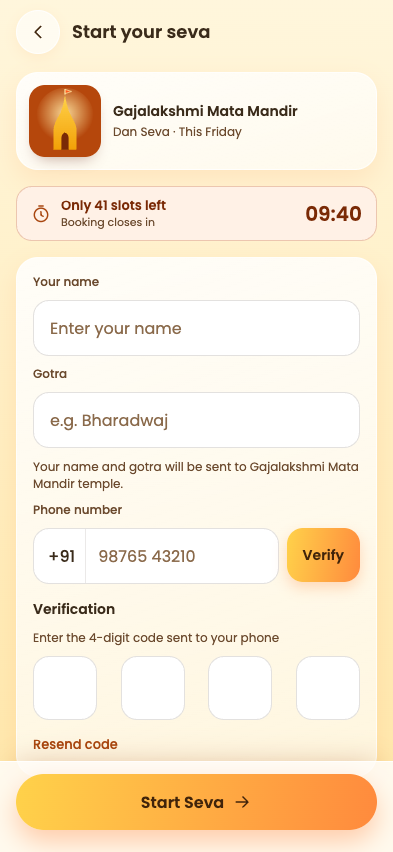 Start your seva
Gajalakshmi Mata Mandir
Dan Seva · This Friday
Only 41 slots left
Booking closes in
09:40
Your name
Enter your name
Gotra
e.g. Bharadwaj
Your name and gotra will be sent to Gajalakshmi Mata
Mandir temple.
Phone number
+91
98765 43210
Verify
Verification
Enter the 4-digit code sent to your phone
Resend code
Start Seva →